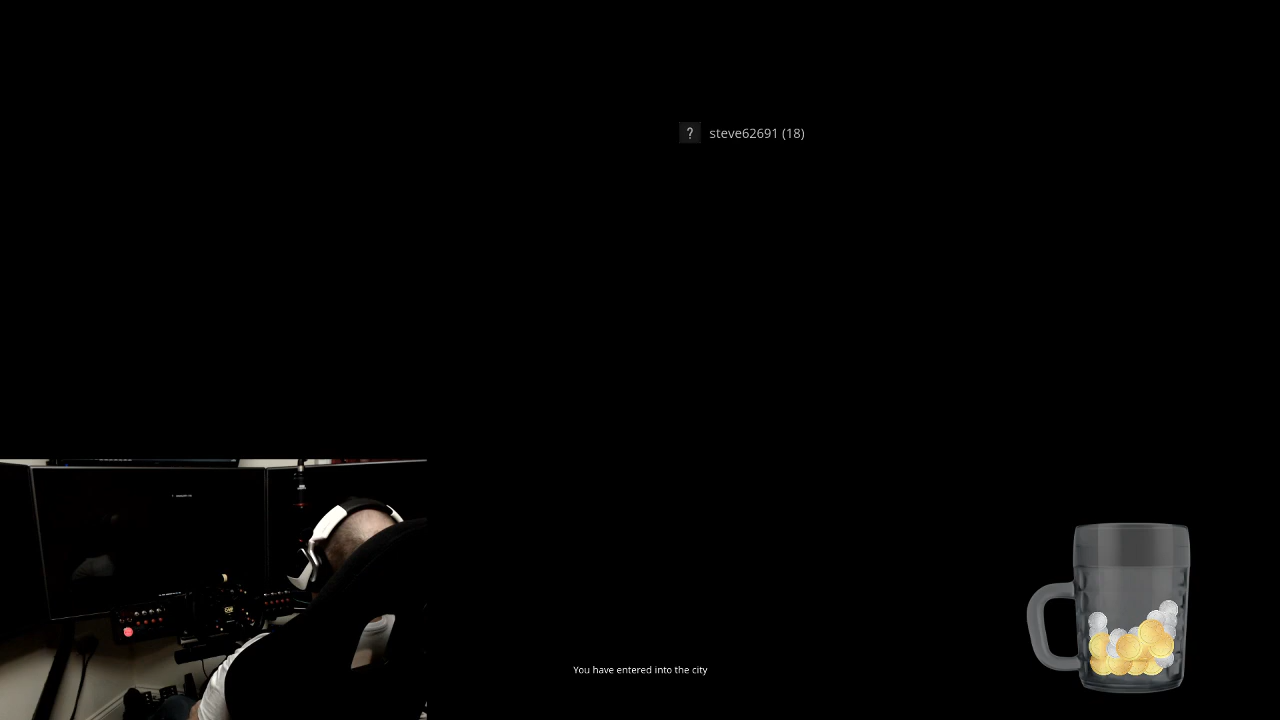 ? steve62691 (18)
You have entered into the city